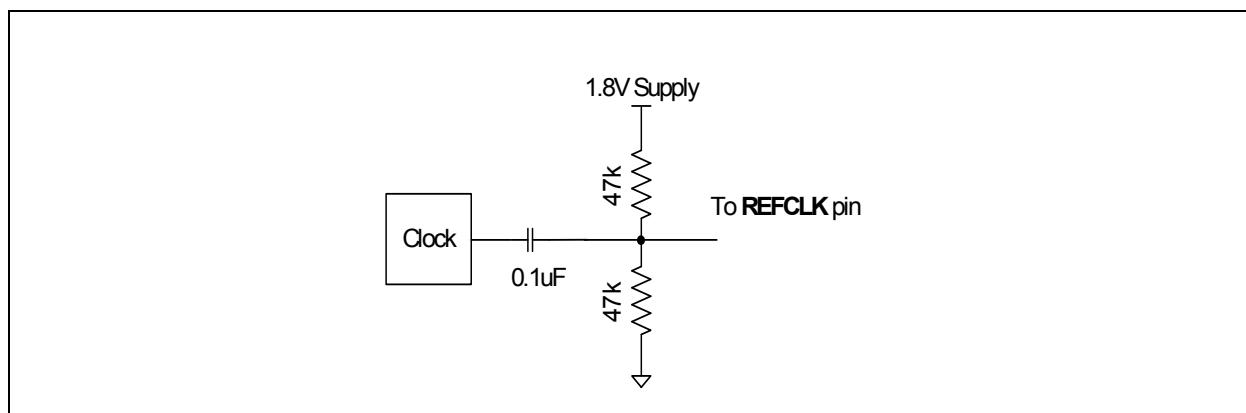 1.8V Supply
47k
To REFCLK pin
Clock
0.1uF
47k